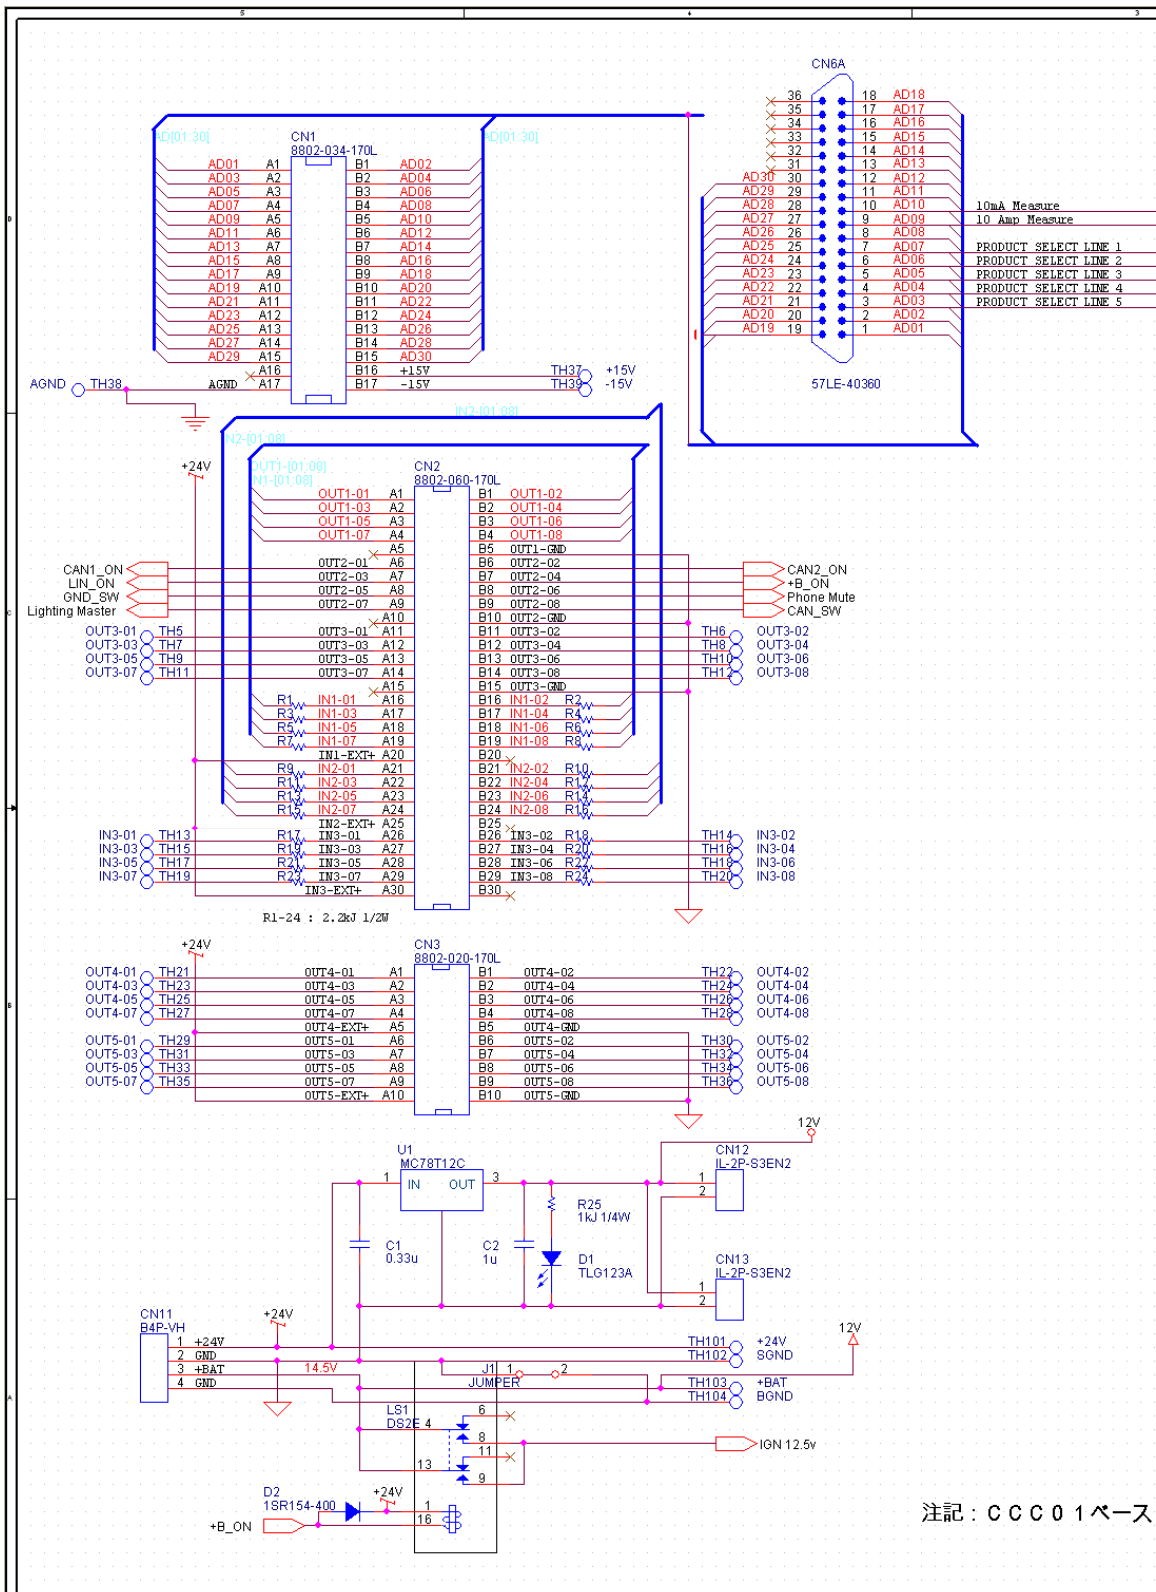 5 4 3
CN6A
36 18 AD18
35 17 AD17
34 16 AD16
33 15 AD15
32 14 AD14
31 13 AD13
AD30 30 12 AD12
AD29 29 11 AD11
AD28 28 10 AD10 10mA Measure
AD27 27 9 AD09 10 Amp Measure
AD26 26 8 AD08
AD25 25 7 AD07 PRODUCT SELECT LINE 1
AD24 24 6 AD06 PRODUCT SELECT LINE 2
AD23 23 5 AD05 PRODUCT SELECT LINE 3
AD22 22 4 AD04 PRODUCT SELECT LINE 4
AD21 21 3 AD03 PRODUCT SELECT LINE 5
AD20 20 2 AD02
AD19 19 1 AD01
57LE-40360
AD[01:30] AD[01:30]
CN1
8802-034-170L
AD01 A1 B1 AD02
AD03 A2 B2 AD04
AD05 A3 B3 AD06
AD07 A4 B4 AD08
AD09 A5 B5 AD10
AD11 A6 B6 AD12
AD13 A7 B7 AD14
AD15 A8 B8 AD16
AD17 A9 B9 AD18
AD19 A10 B10 AD20
AD21 A11 B11 AD22
AD23 A12 B12 AD24
AD25 A13 B13 AD26
AD27 A14 B14 AD28
AD29 A15 B15 AD30
A16 B16 +15V TH37 +15V
AGND TH38 AGND A17 B17 -15V TH39 -15V
IN2-[01:08]
IN2-[01:08]
OUT1-[01:08]
IN1-[01:08]
+24V
CN2
8802-060-170L
OUT1-01 A1 B1 OUT1-02
OUT1-03 A2 B2 OUT1-04
OUT1-05 A3 B3 OUT1-06
OUT1-07 A4 B4 OUT1-08
A5 B5 OUT1-GND
CAN1_ON OUT2-01 A6 B6 OUT2-02 CAN2_ON
LIN_ON OUT2-03 A7 B7 OUT2-04 +B_ON
GND_SW OUT2-05 A8 B8 OUT2-06 Phone Mute
Lighting Master OUT2-07 A9 B9 OUT2-08 CAN_SW
A10 B10 OUT2-GND
OUT3-01 TH5 OUT3-01 A11 B11 OUT3-02 TH6 OUT3-02
OUT3-03 TH7 OUT3-03 A12 B12 OUT3-04 TH8 OUT3-04
OUT3-05 TH9 OUT3-05 A13 B13 OUT3-06 TH10 OUT3-06
OUT3-07 TH11 OUT3-07 A14 B14 OUT3-08 TH12 OUT3-08
A15 B15 OUT3-GND
R1 IN1-01 A16 B16 IN1-02 R2
R3 IN1-03 A17 B17 IN1-04 R4
R5 IN1-05 A18 B18 IN1-06 R6
R7 IN1-07 A19 B19 IN1-08 R8
IN1-EXT+ A20 B20
R9 IN2-01 A21 B21 IN2-02 R10
R11 IN2-03 A22 B22 IN2-04 R12
R13 IN2-05 A23 B23 IN2-06 R14
R15 IN2-07 A24 B24 IN2-08 R16
IN2-EXT+ A25 B25
IN3-01 TH13 R17 IN3-01 A26 B26 IN3-02 R18 TH14 IN3-02
IN3-03 TH15 R19 IN3-03 A27 B27 IN3-04 R20 TH16 IN3-04
IN3-05 TH17 R21 IN3-05 A28 B28 IN3-06 R22 TH18 IN3-06
IN3-07 TH19 R23 IN3-07 A29 B29 IN3-08 R24 TH20 IN3-08
IN3-EXT+ A30 B30
R1-24 : 2.2kJ 1/2W
+24V
CN3
8802-020-170L
OUT4-01 TH21 OUT4-01 A1 B1 OUT4-02 TH22 OUT4-02
OUT4-03 TH23 OUT4-03 A2 B2 OUT4-04 TH24 OUT4-04
OUT4-05 TH25 OUT4-05 A3 B3 OUT4-06 TH26 OUT4-06
OUT4-07 TH27 OUT4-07 A4 B4 OUT4-08 TH28 OUT4-08
OUT4-EXT+ A5 B5 OUT4-GND
OUT5-01 TH29 OUT5-01 A6 B6 OUT5-02 TH30 OUT5-02
OUT5-03 TH31 OUT5-03 A7 B7 OUT5-04 TH32 OUT5-04
OUT5-05 TH33 OUT5-05 A8 B8 OUT5-06 TH34 OUT5-06
OUT5-07 TH35 OUT5-07 A9 B9 OUT5-08 TH36 OUT5-08
OUT5-EXT+ A10 B10 OUT5-GND
12V
U1
MC78T12C
1 IN OUT 3
CN12
IL-2P-S3EN2
1
2
R25
1kJ 1/4W
C1
0.33u
C2
1u
D1
TLG123A
CN13
IL-2P-S3EN2
1
2
CN11
B4P-VH
+24V
12V
1 +24V TH101 +24V
2 GND TH102 SGND
3 +BAT 14.5V J1 1 2
JUMPER
TH103 +BAT
4 GND TH104 BGND
LS1
DS2E 4 6
8
11
13 9
IGN 12.5v
D2
1SR154-400
+24V
1
16
+B_ON
注記：ＣＣＣ０１ベース
D
C
B
A